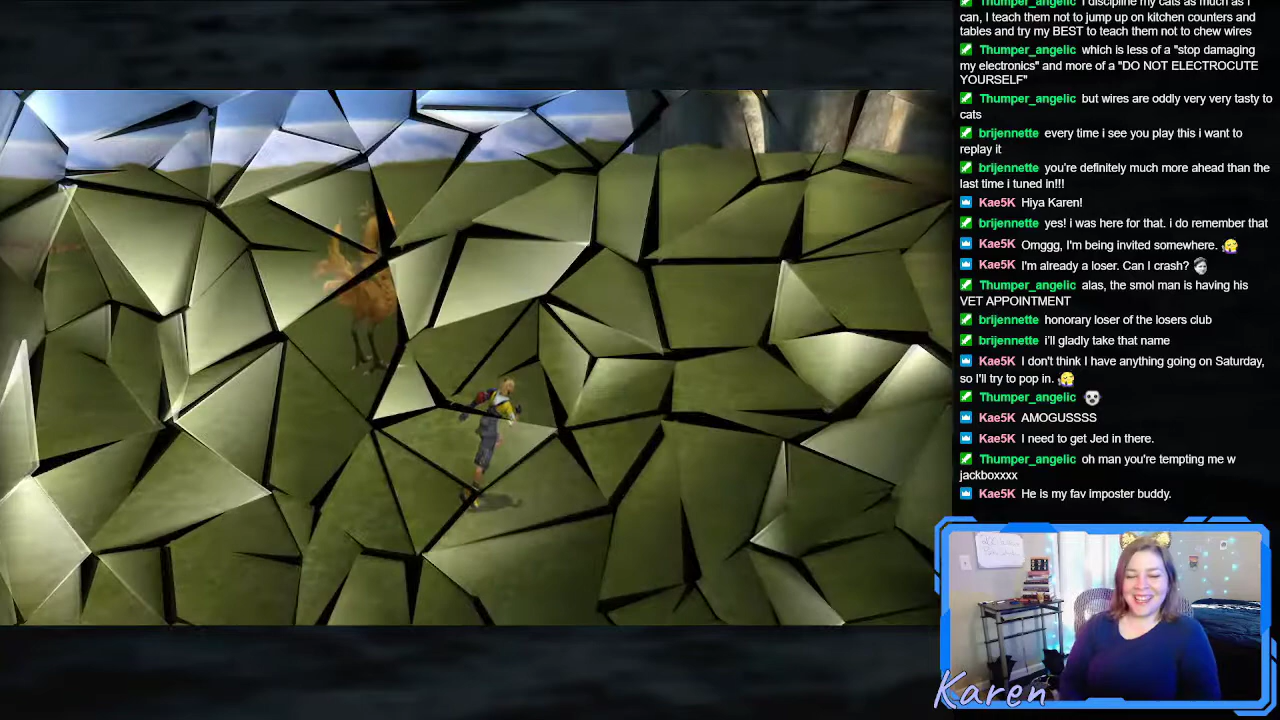 Thumper_angelic I discipline my cats as much as I
can, I teach them not to jump up on kitchen counters and
tables and try my BEST to teach them not to chew wires
Thumper_angelic which is less of a "stop damaging
my electronics" and more of a "DO NOT ELECTROCUTE
YOURSELF"
Thumper_angelic but wires are oddly very very tasty to
cats
brijennette every time i see you play this i want to
replay it
brijennette you're definitely much more ahead than the
last time i tuned in!!!
Kae5K Hiya Karen!
brijennette yes! i was here for that. i do remember that
Kae5K Omggg, I'm being invited somewhere.
Kae5K I'm already a loser. Can I crash?
Thumper_angelic alas, the smol man is having his
VET APPOINTMENT
brijennette honorary loser of the losers club
brijennette i'll gladly take that name
Kae5K I don't think I have anything going on Saturday,
so I'll try to pop in.
Thumper_angelic
Kae5K AMOGUSSSS
Kae5K I need to get Jed in there.
Thumper_angelic oh man you're tempting me w
jackboxxxx
Kae5K He is my fav imposter buddy.
Karen